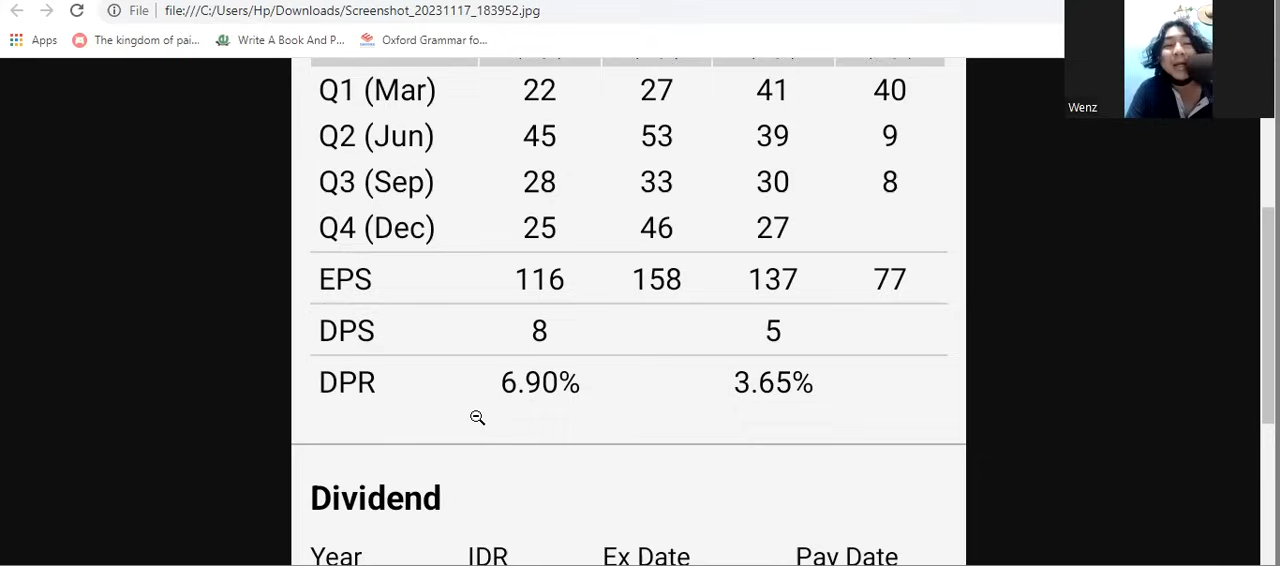 File file:///C:/Users/Hp/Downloads/Screenshot_20231117_183952.jpg
Apps The kingdom of pai... Write A Book And P... Oxford Grammar fo...
Wenz
Q1 (Mar) 22 27 41 40
Q2 (Jun) 45 53 39 9
Q3 (Sep) 28 33 30 8
Q4 (Dec) 25 46 27
EPS 116 158 137 77
DPS 8 5
DPR 6.90% 3.65%
Dividend
Year IDR Ex Date Pay Date